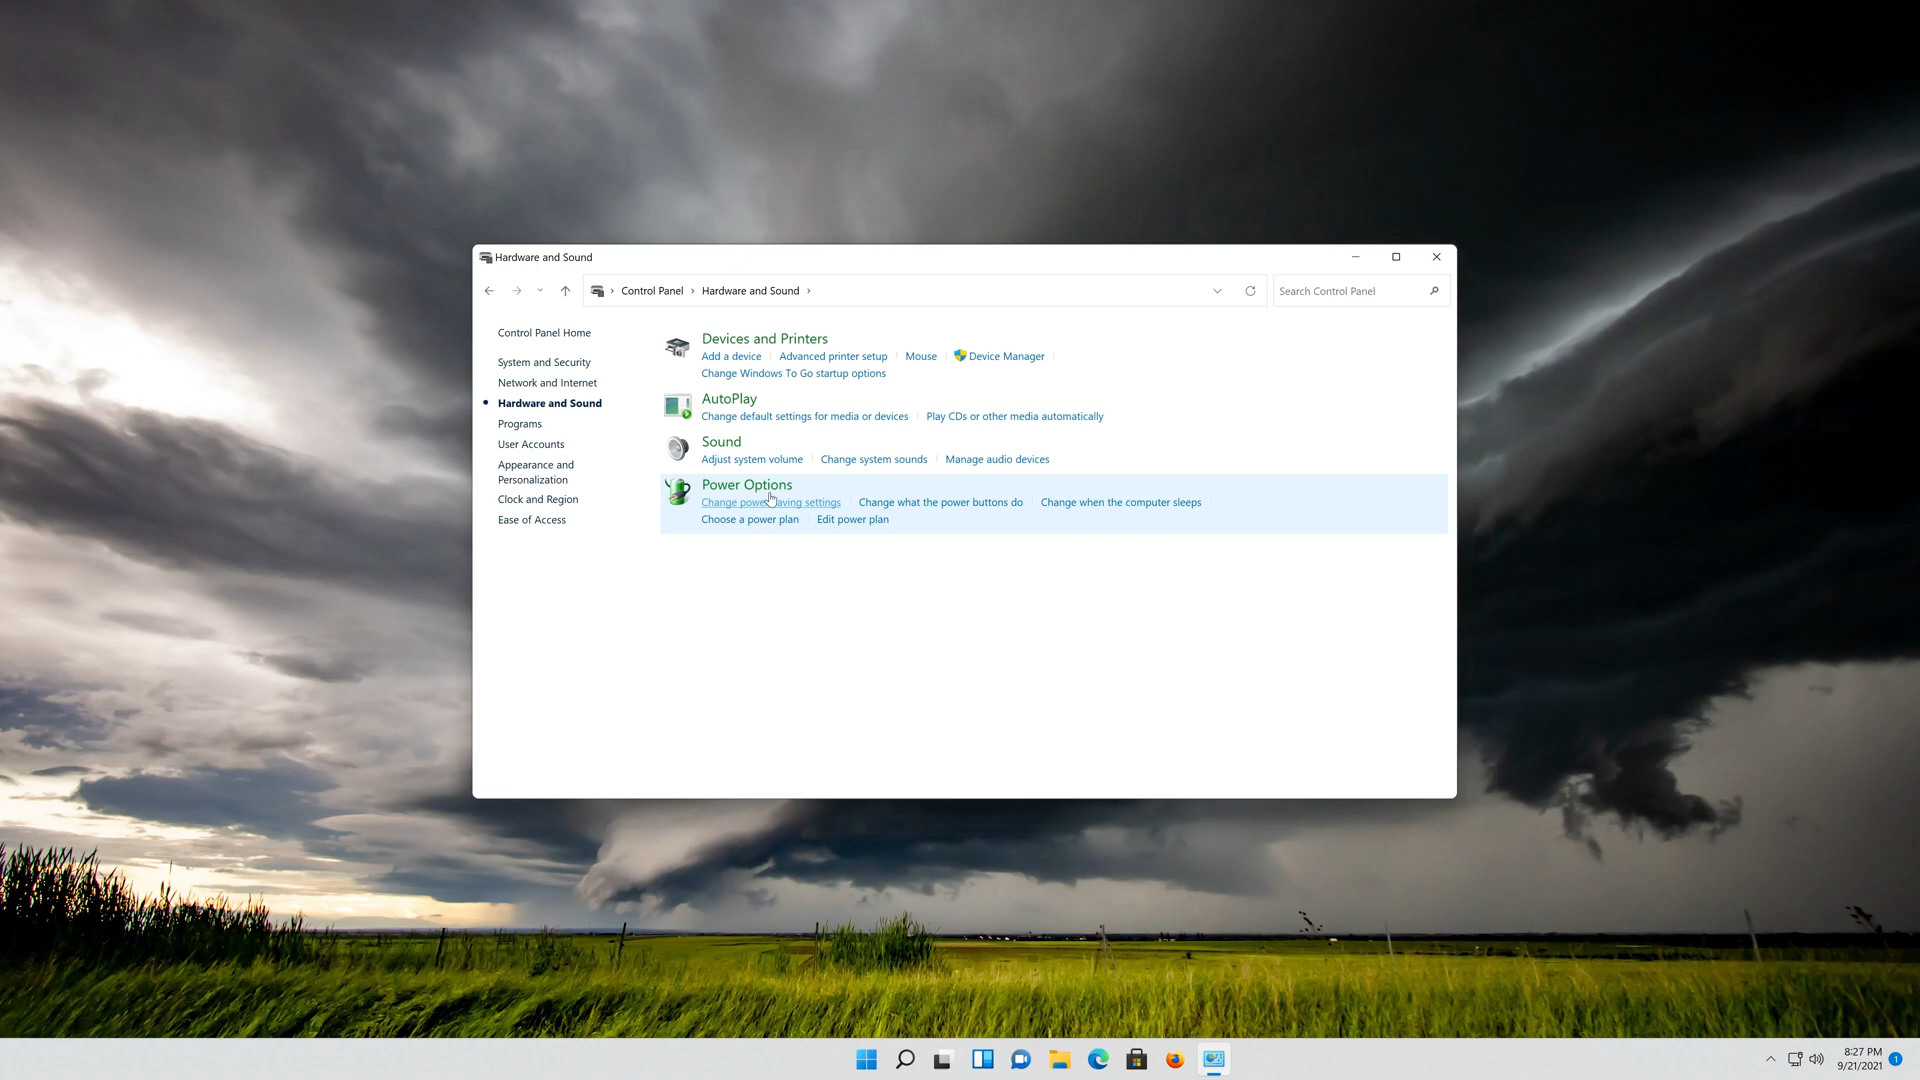 Hardware and Sound
Control Panel Hardware and Sound
Search Control Panel
Control Panel Home
System and Security
Network and Internet
Hardware and Sound
Programs
User Accounts
Appearance and
Personalization
Clock and Region
Ease of Access
Devices and Printers
Add a device Advanced printer setup Mouse Device Manager
Change Windows To Go startup options
AutoPlay
Change default settings for media or devices Play CDs or other media automatically
Sound
Adjust system volume Change system sounds Manage audio devices
Power Options
Change power saving settings Change what the power buttons do Change when the computer sleeps
Choose a power plan Edit power plan
8:27 PM
9/21/2021 1